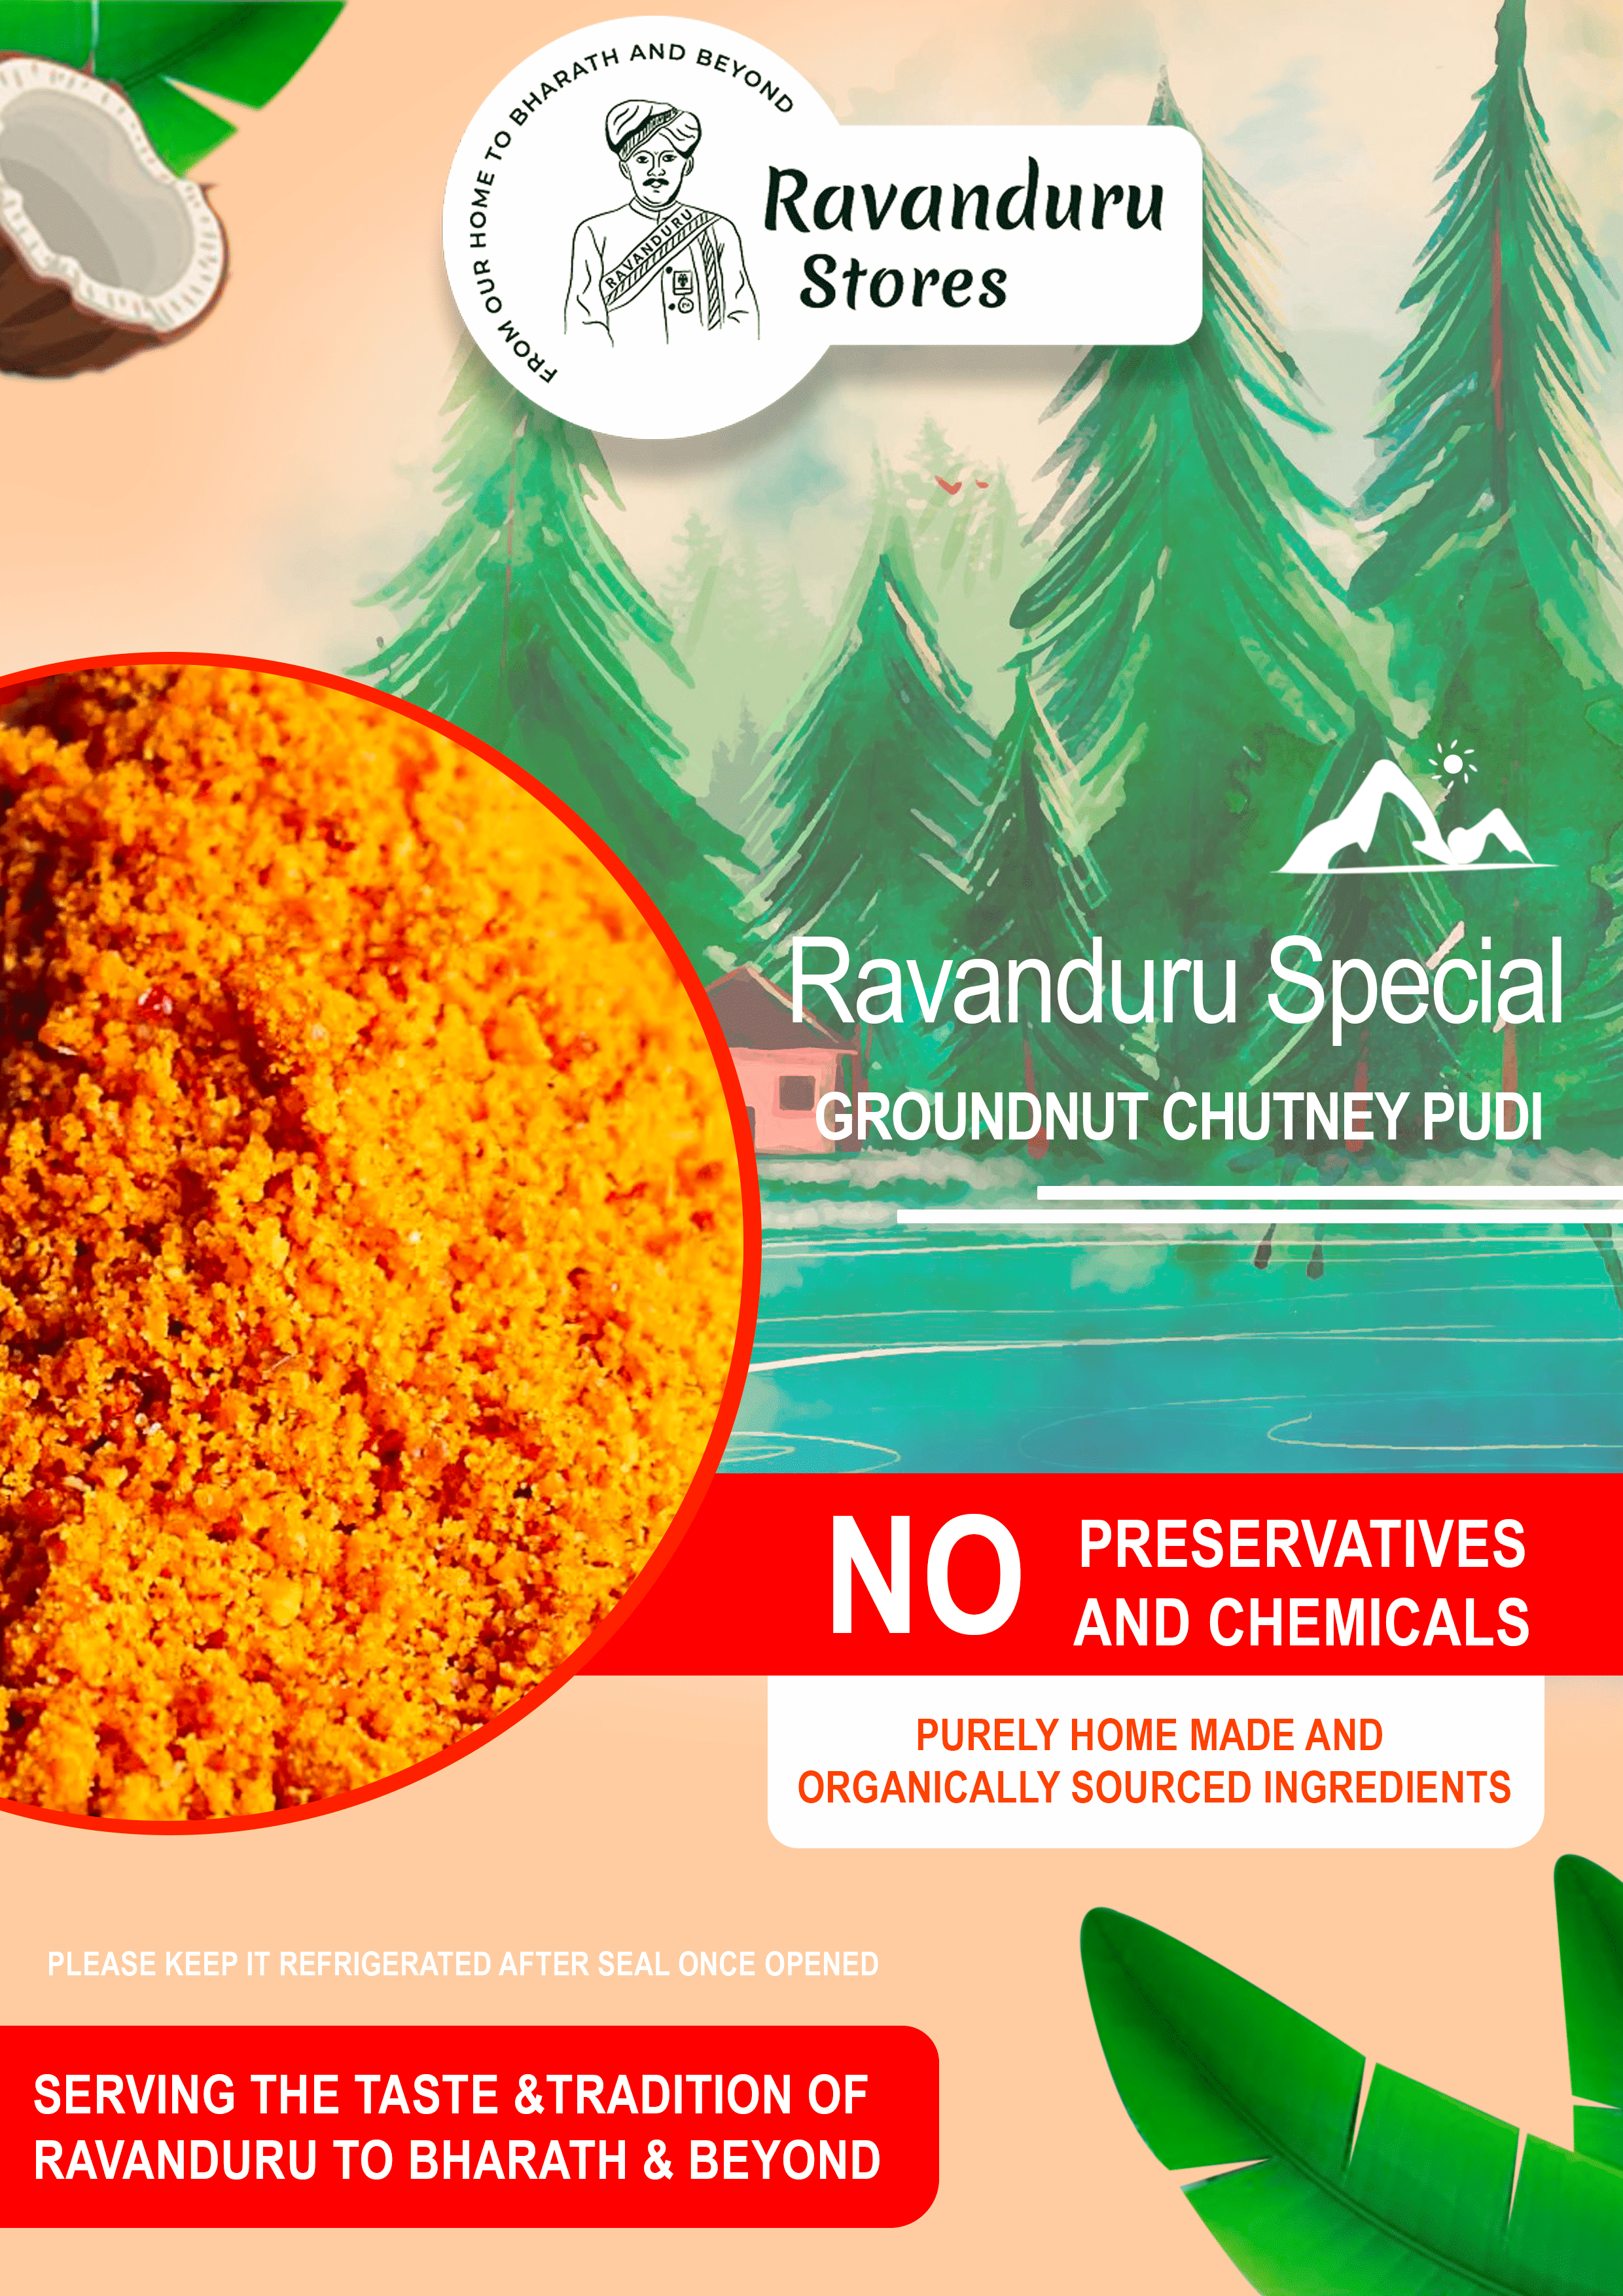 FROM OUR HOME TO BHARATH AND BEYOND
RAVANDURU
Ravanduru
Stores
Ravanduru Special
GROUNDNUT CHUTNEY PUDI
NO
PRESERVATIVES
AND CHEMICALS
PURELY HOME MADE AND
ORGANICALLY SOURCED INGREDIENTS
PLEASE KEEP IT REFRIGERATED AFTER SEAL ONCE OPENED
SERVING THE TASTE &TRADITION OF
RAVANDURU TO BHARATH & BEYOND